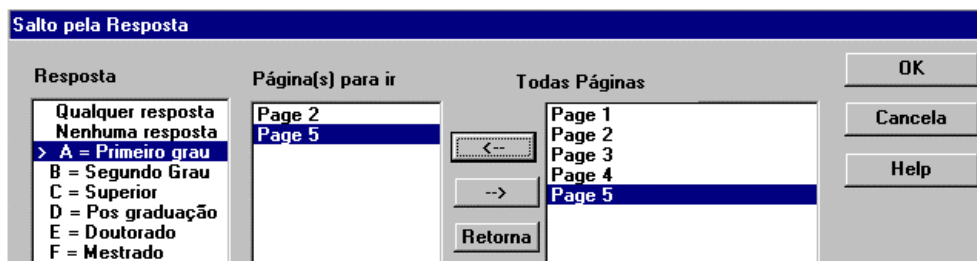 Salto pela Resposta
Resposta
Página(s) para ir
Todas Páginas
Qualquer resposta
Nenhuma resposta
> A = Primeiro grau
B = Segundo Grau
C = Superior
D = Pos graduação
E = Doutorado
F = Mestrado
Page 2
Page 5
<--
-->
Retorna
Page 1
Page 2
Page 3
Page 4
Page 5
OK
Cancela
Help